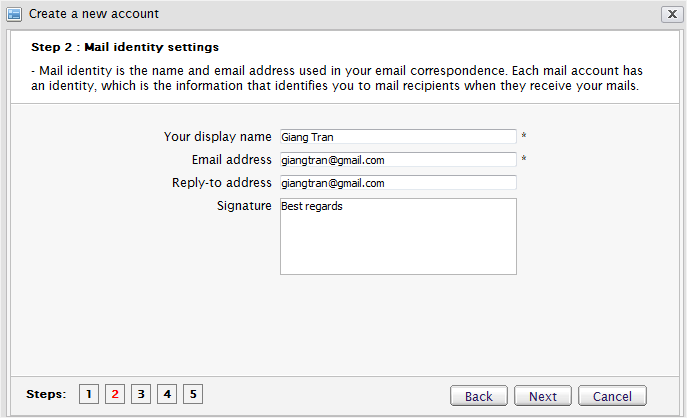 Create a new account
Step 2 : Mail identity settings
- Mail identity is the name and email address used in your email correspondence. Each mail account has
an identity, which is the information that identifies you to mail recipients when they receive your mails.
Your display name Giang Tran *
Email address giangtran@gmail.com *
Reply-to address giangtran@gmail.com
Signature Best regards
Steps: 1 2 3 4 5 Back Next Cancel